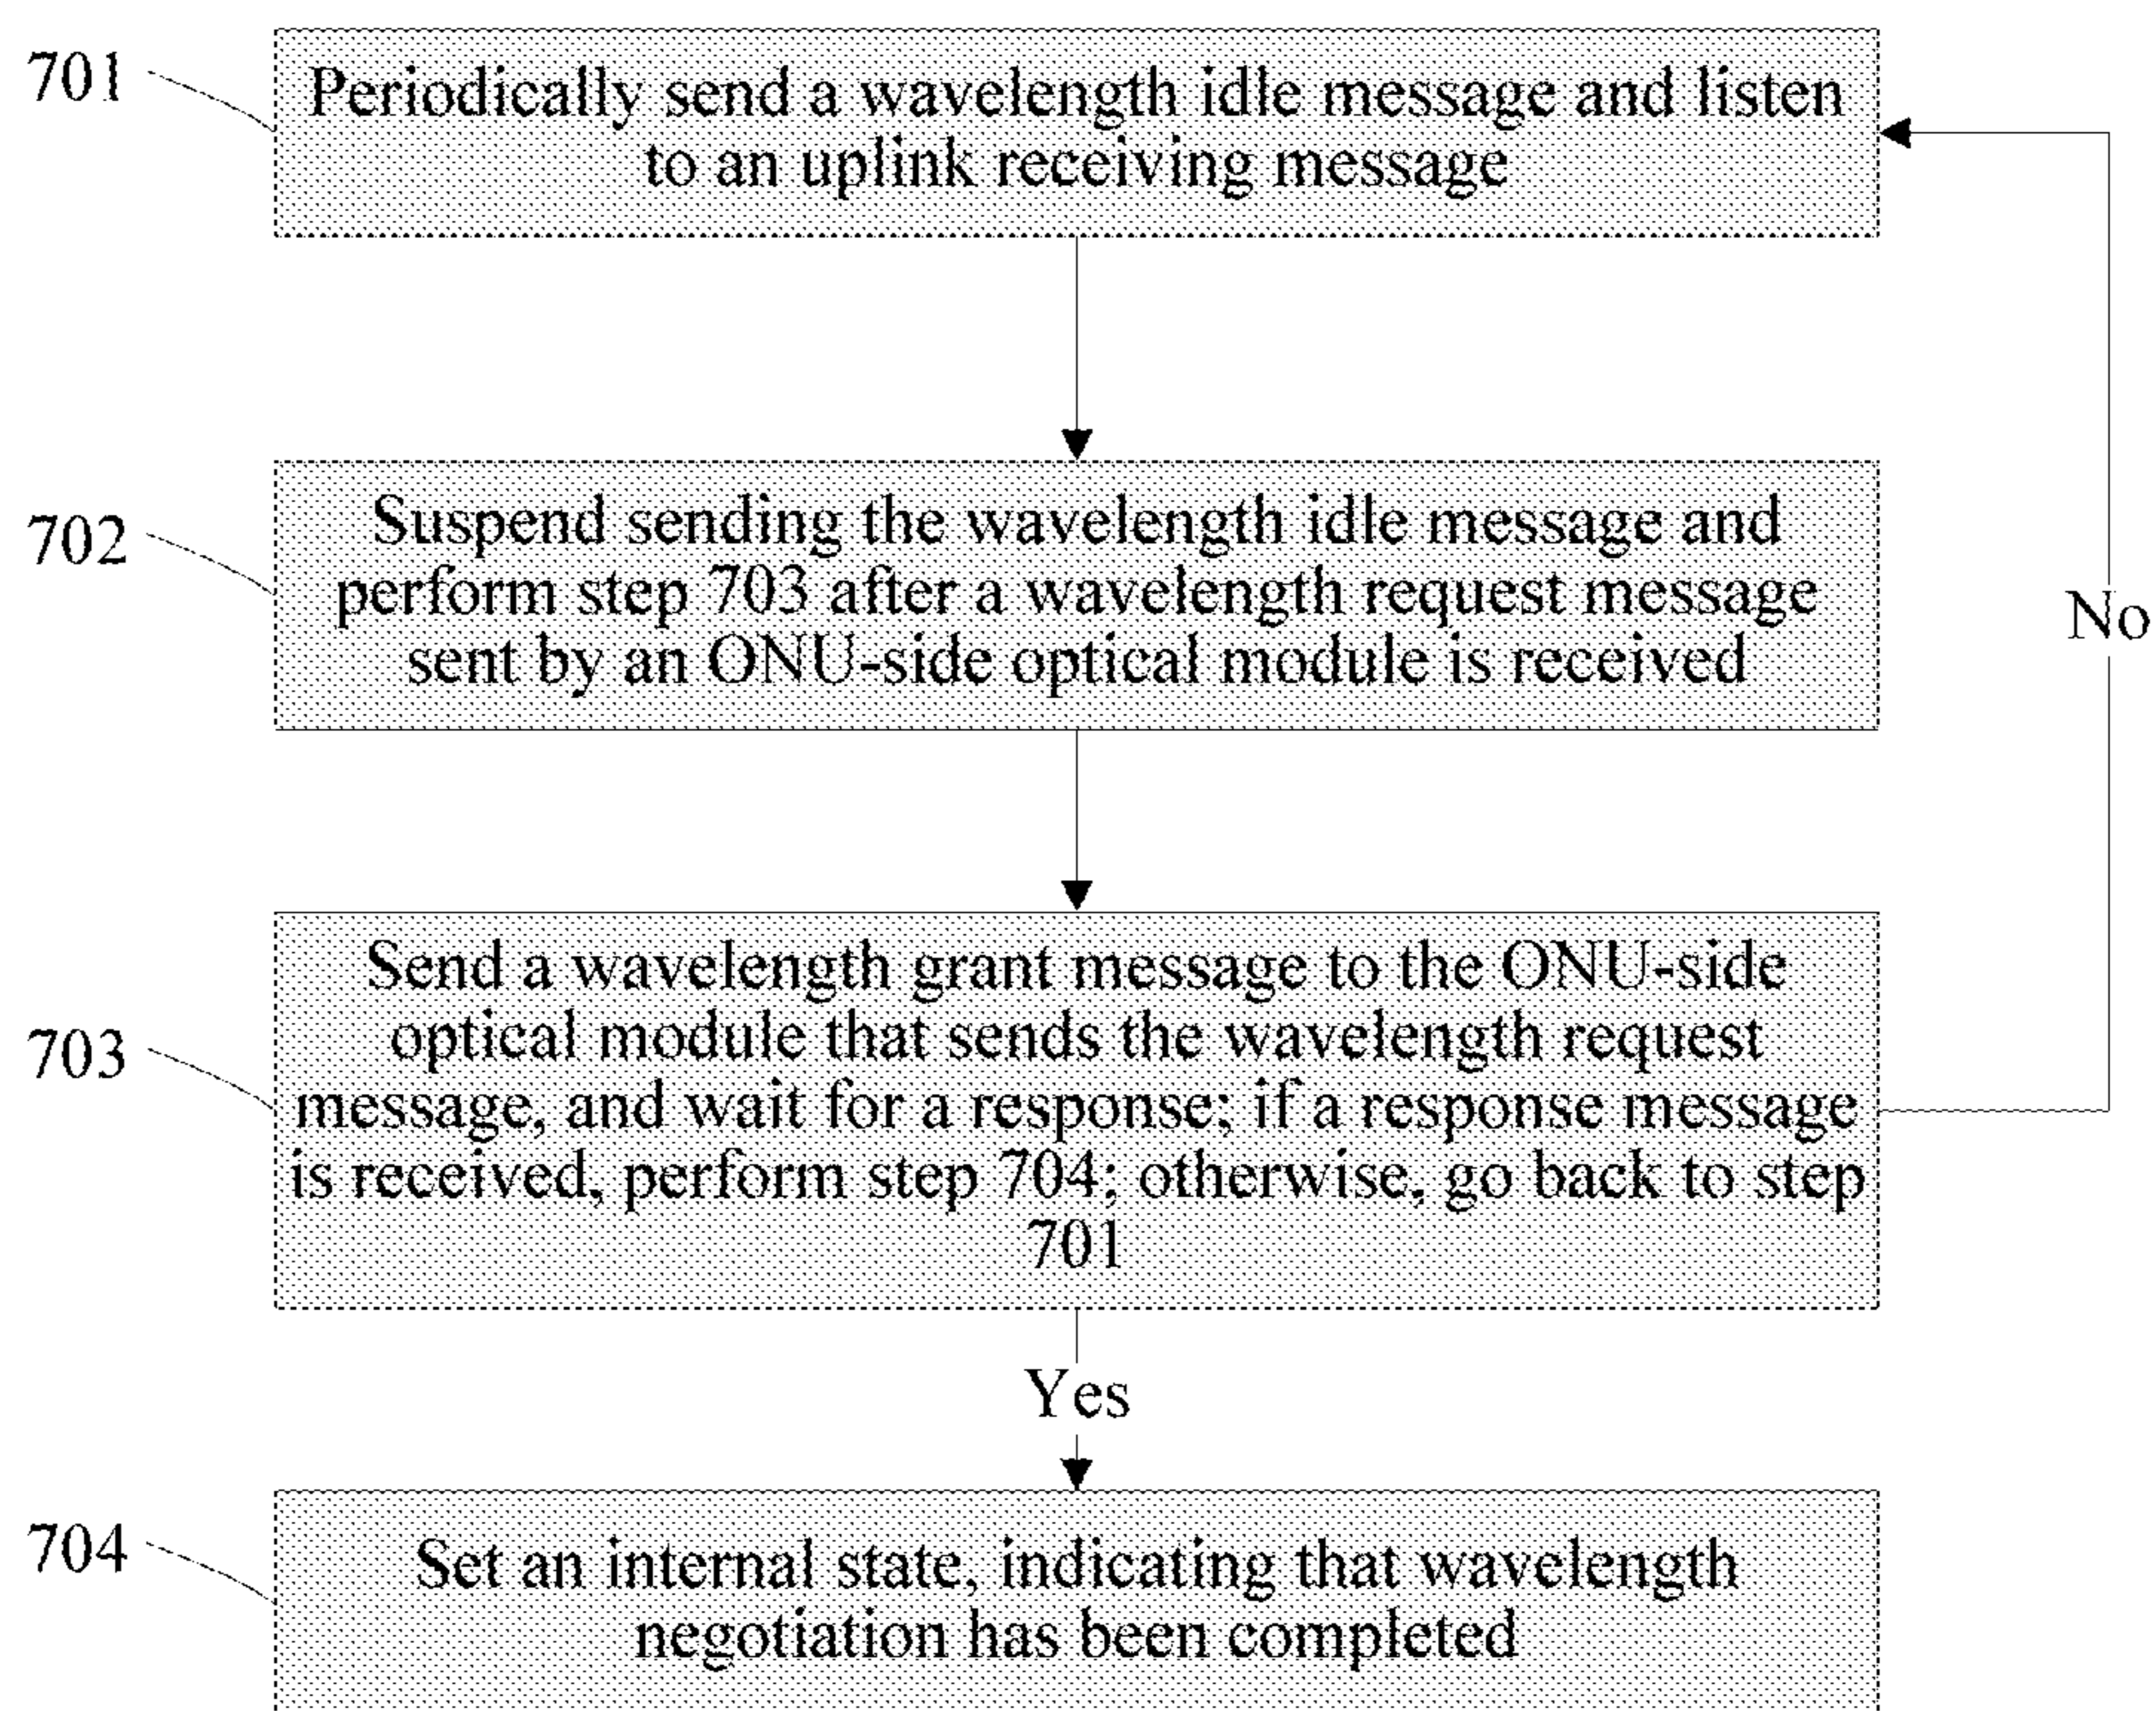 701
Periodically send a wavelength idle message and listen
to an uplink receiving message
702
Suspend sending the wavelength idle message and
perform step 703 after a wavelength request message
sent by an ONU-side optical module is received
No
703
Send a wavelength grant message to the ONU-side
optical module that sends the wavelength request
message, and wait for a response; if a response message
is received, perform step 704; otherwise, go back to step
701
Yes
704
Set an internal state, indicating that wavelength
negotiation has been completed